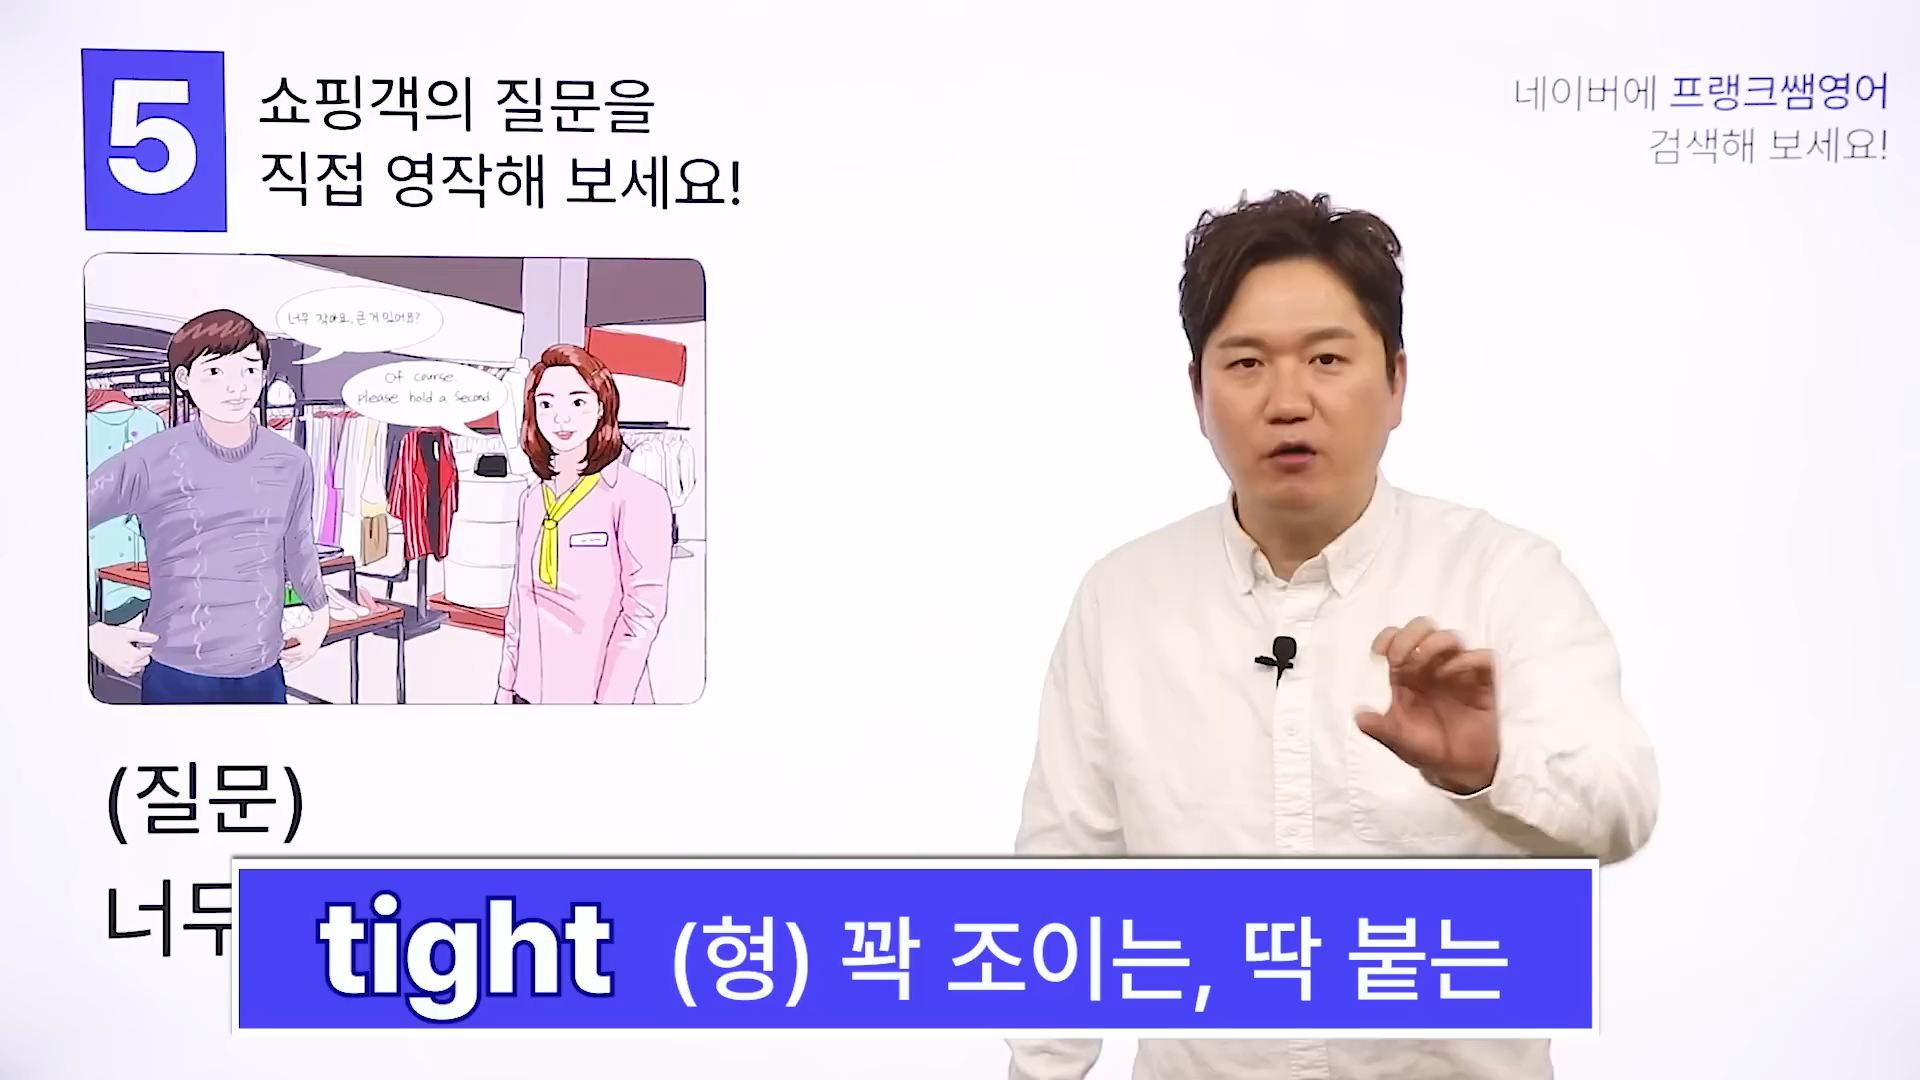 5
쇼핑객의 질문을
직접 영작해 보세요!
네이버에 프랭크쌤영어
검색해 보세요!
너무 작아요. 큰 거 있어요?
Of course.
please hold a second
(질문)
너무
tight (형) 꽉 조이는, 딱 붙는